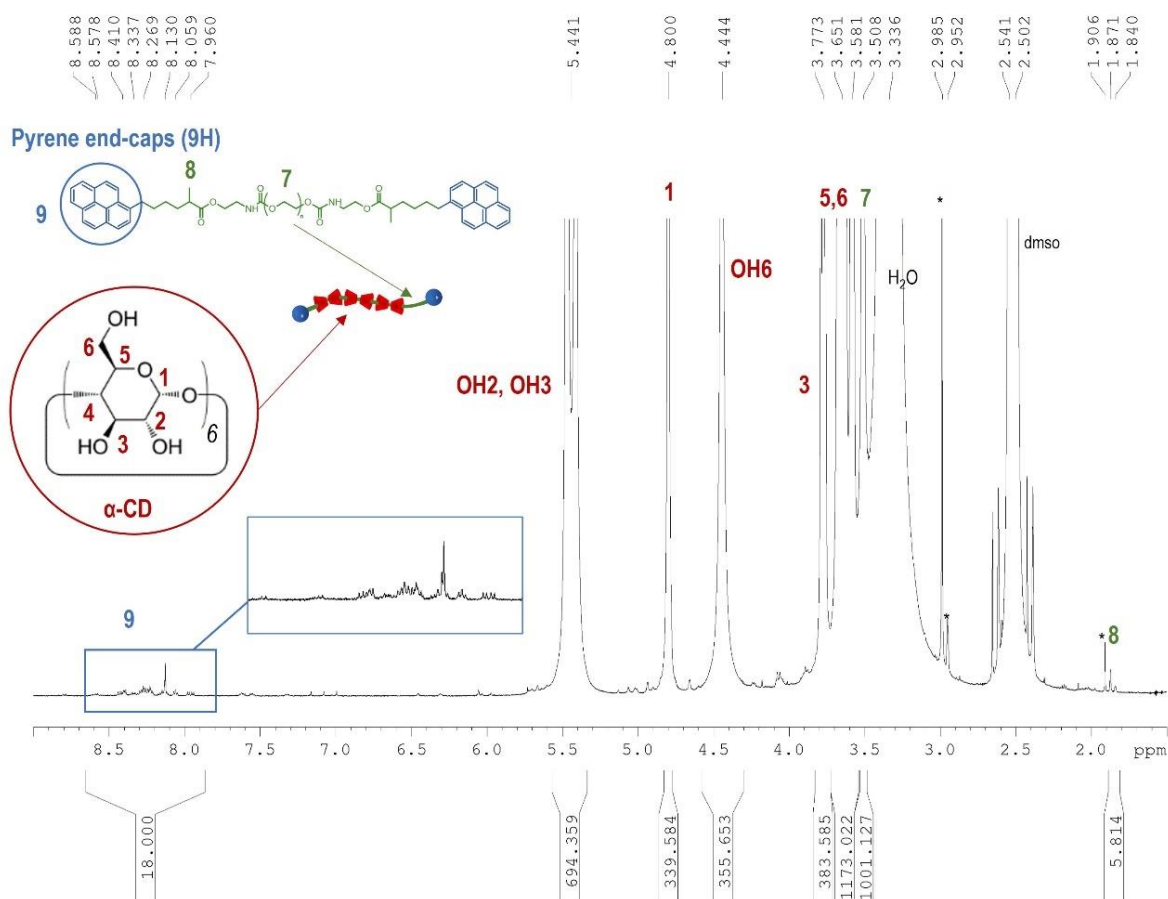 8.588
8.578
8.410
8.337
8.269
8.130
8.059
7.960
5.441
4.800
4.444
3.773
3.651
3.581
3.508
3.336
2.985
2.952
2.541
2.502
1.906
1.871
1.840
Pyrene end-caps (9H)
9
8
7
O
O
N
H
O
O
O
n
O
O
N
H
O
O
1
5,6
7
*
dmso
OH6
H2O
OH
6
5
O
1
O
4
2
3
HO
OH
6
α-CD
OH2, OH3
3
9
*
*
8
8.5
8.0
7.5
7.0
6.5
6.0
5.5
5.0
4.5
4.0
3.5
3.0
2.5
2.0
ppm
18.000
694.359
339.584
355.653
383.585
1173.022
1001.127
5.814